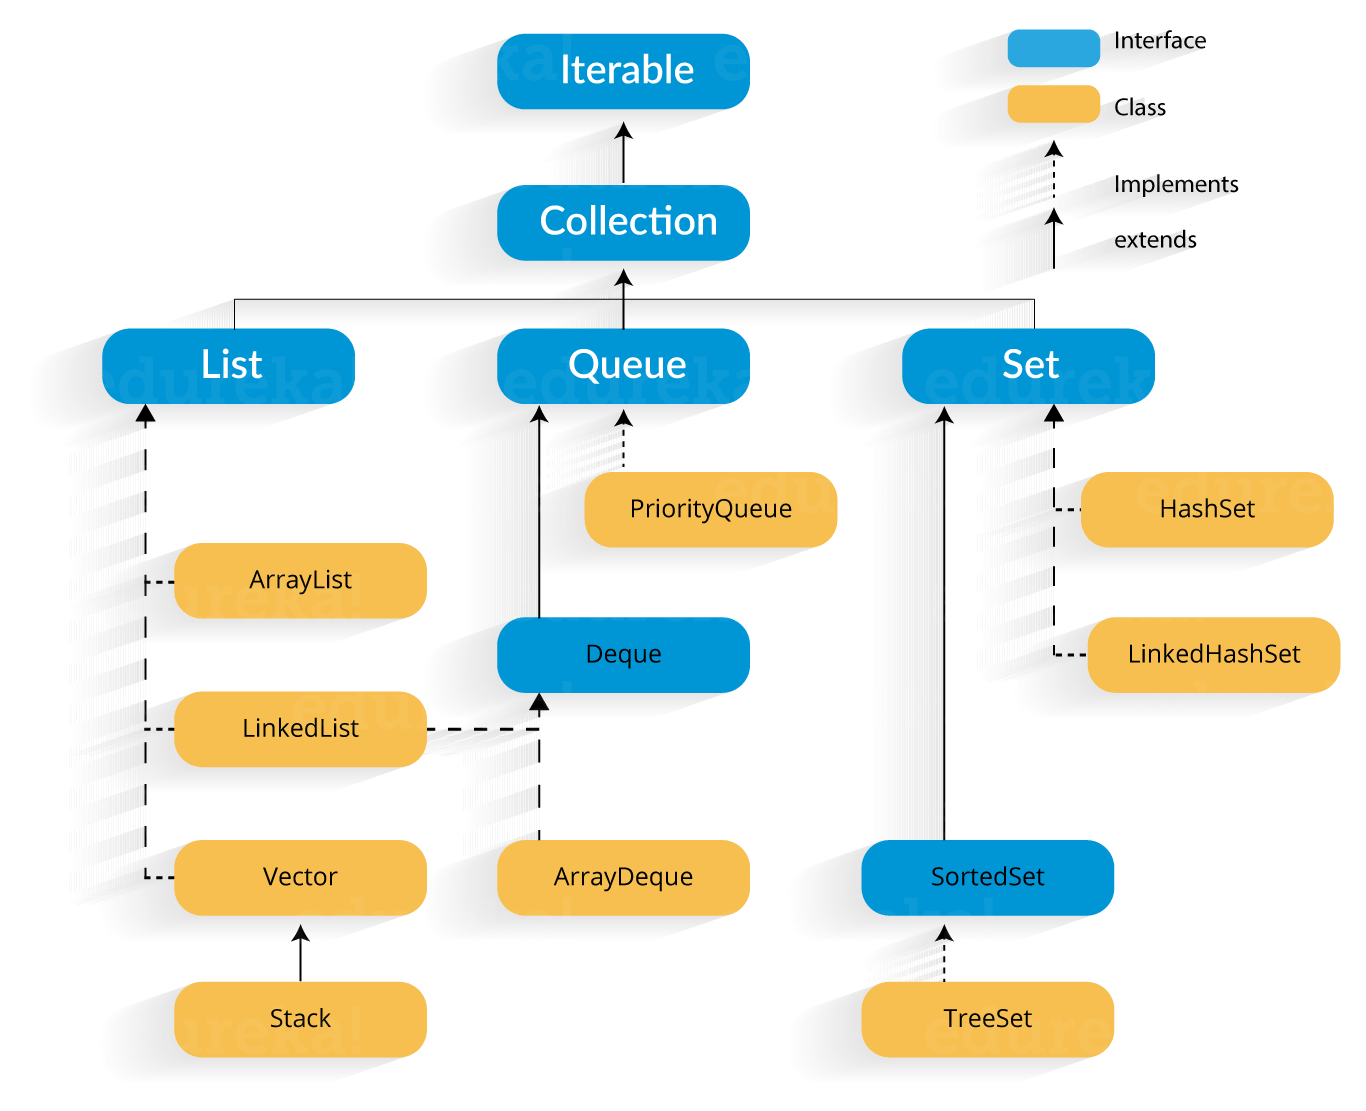 Iterable
Interface
Class
Implements
extends
Collection
List
Queue
Set
PriorityQueue
HashSet
ArrayList
Deque
LinkedHashSet
LinkedList
Vector
ArrayDeque
SortedSet
Stack
TreeSet
edureka!